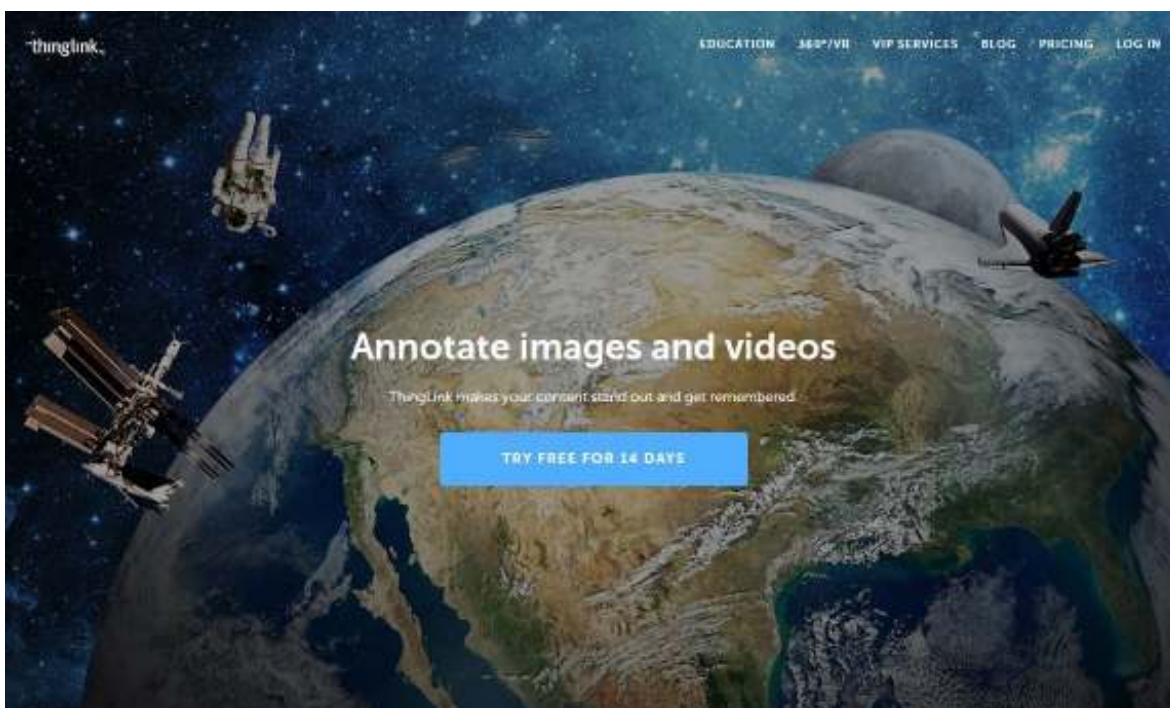 thinglink..
EDUCATION 360°/VR VIP SERVICES BLOG PRICING LOG IN
Annotate images and videos
ThingLink makes your content stand out and get remembered.
TRY FREE FOR 14 DAYS